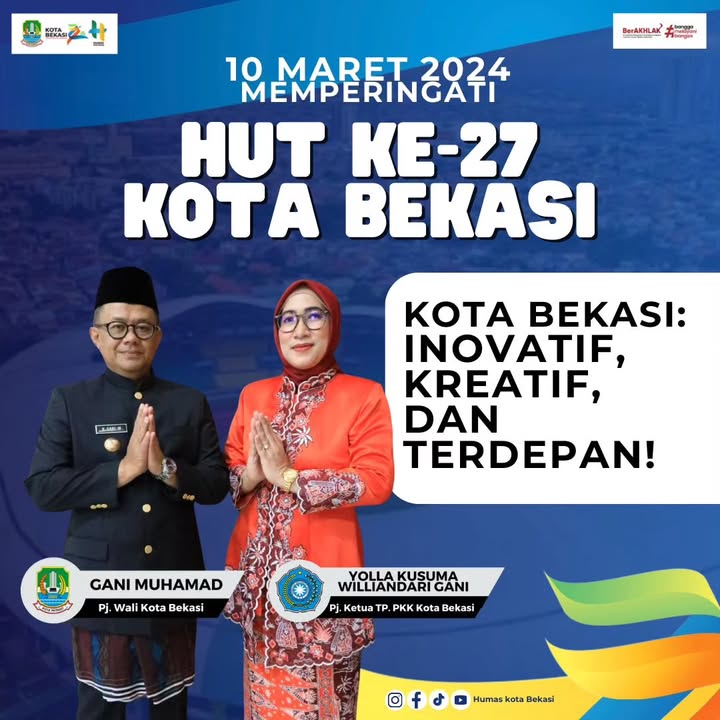 KOTA
BEKASI
BerAKHLAK
#bangga
melayani
bangsa
10 MARET 2024
MEMPERINGATI
HUT KE-27
KOTA BEKASI
KOTA BEKASI:
INOVATIF,
KREATIF,
DAN
TERDEPAN!
GANI MUHAMAD
Pj. Wali Kota Bekasi
YOLLA KUSUMA
WILLIANDARI GANI
Pj. Ketua TP. PKK Kota Bekasi
Humas kota Bekasi